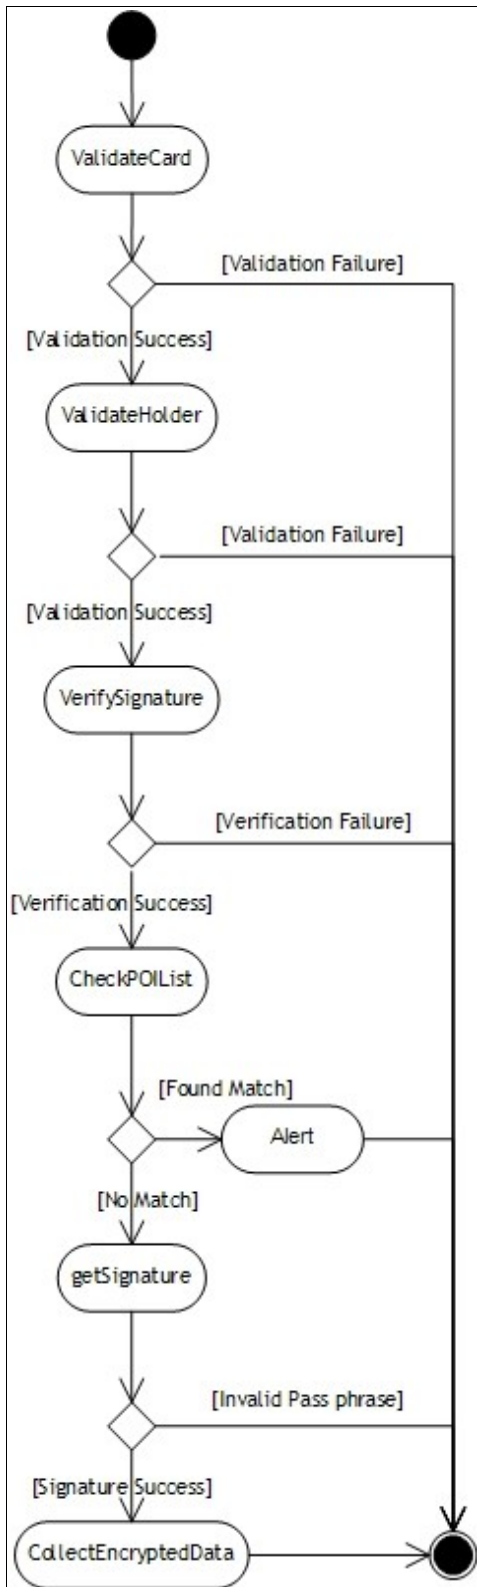 ValidateCard
[Validation Failure]
[Validation Success]
ValidateHolder
[Validation Failure]
[Validation Success]
VerifySignature
[Verification Failure]
[Verification Success]
CheckPOIList
[Found Match]
Alert
[No Match]
getSignature
[Invalid Pass phrase]
[Signature Success]
CollectEncryptedData